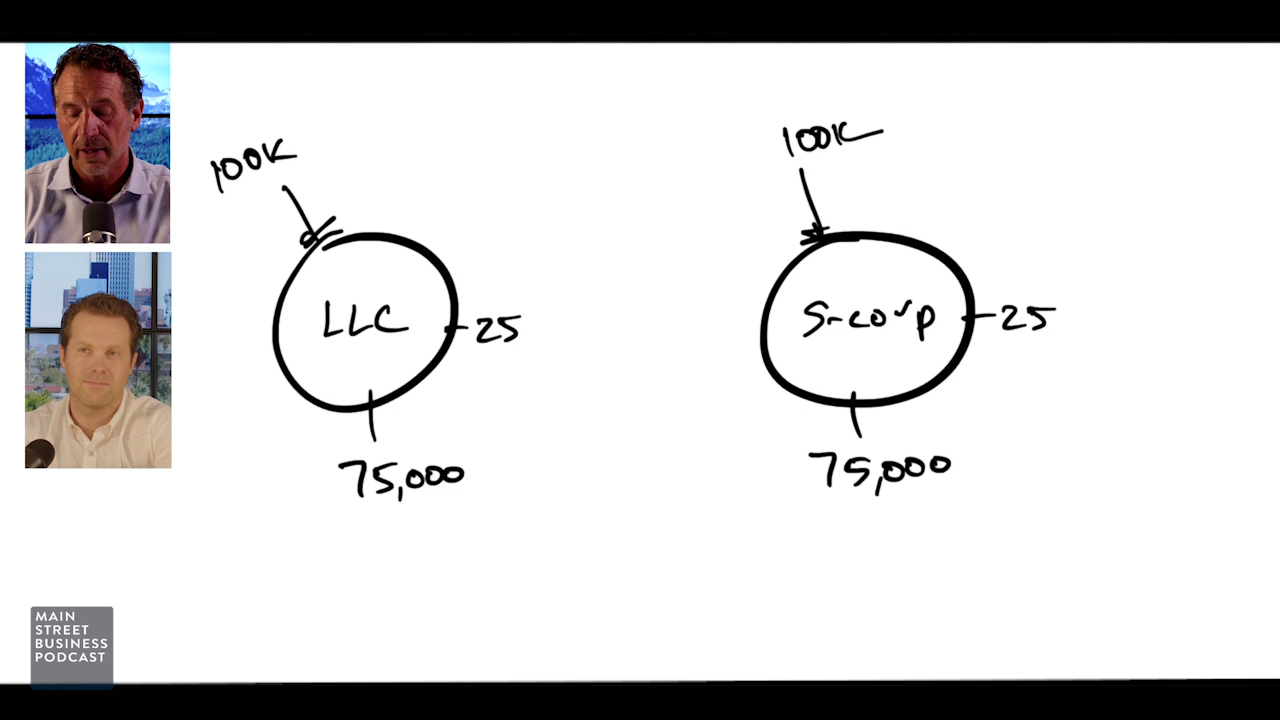 100K
LLC
-25
75,000
100K
S-corp
-25
75,000
MAIN
STREET
BUSINESS
PODCAST